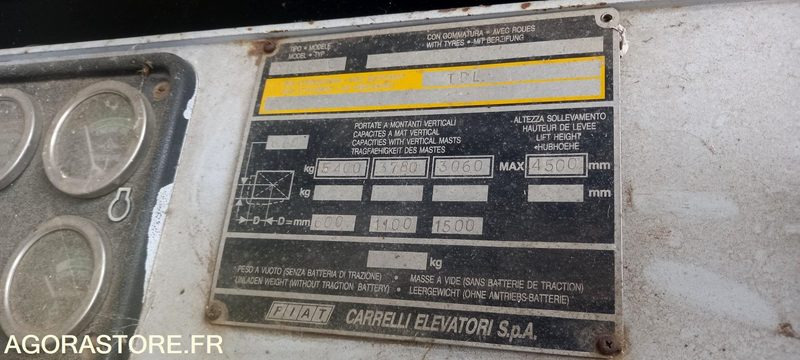 TIPO • MODELE
MODEL • TYP
CON GOMMATURA • AVEC ROUES
WITH TYRES • MIT BEREIFUNG
TDL
PORTATE A MONTANTI VERTICALI
CAPACITES A MAT VERTICAL
CAPACITIES WITH VERTICAL MASTS
TRAGFAEHIGKEIT DES MASTES
ALTEZZA SOLLEVAMENTO
HAUTEUR DE LEVEE
LIFT HEIGHT
HUBHOEHE
kg 5400 3780 3060 MAX 4500 mm
kg mm
D D = mm 600 1100 1500
kg
PESO A VUOTO (SENZA BATTERIA DI TRAZIONE) • MASSE A VIDE (SANS BATTERIE DE TRACTION)
UNLADEN WEIGHT (WITHOUT TRACTION BATTERY) • LEERGEWICHT (OHNE ANTRIEBS-BATTERIE)
FIAT CARRELLI ELEVATORI S.p.A.
AGORASTORE.FR